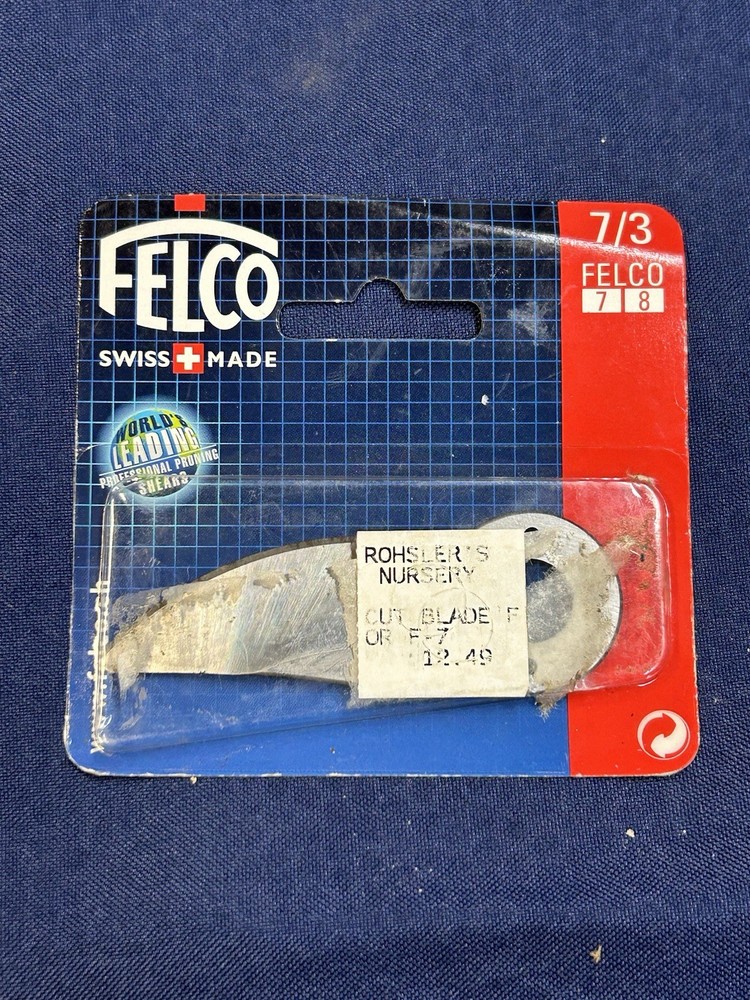 FELCO
SWISS MADE
WORLD'S
LEADING
PROFESSIONAL PRUNING
SHEARS
7/3
FELCO
7 8
ROHSLER'S
NURSERY
CUT BLADE F
OR F-7
12.49